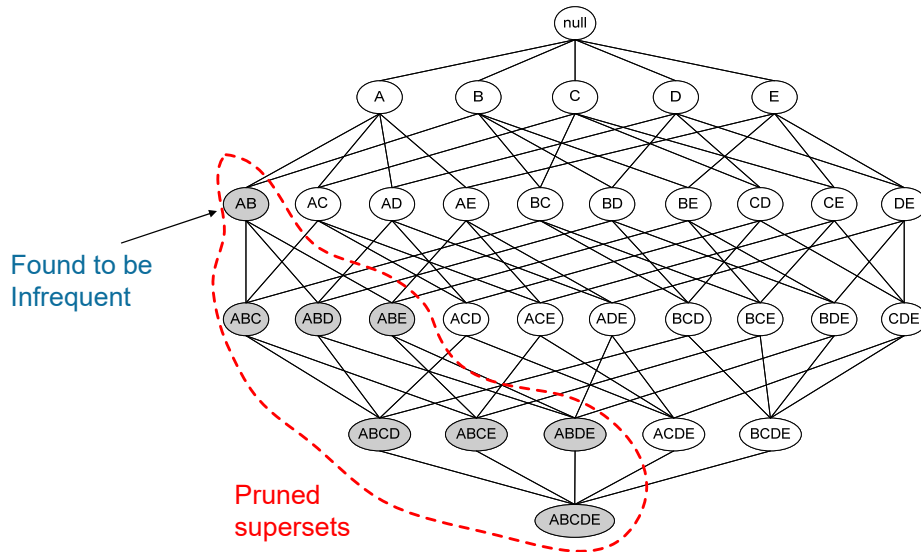 null
A B C D E
AB AC AD AE BC BD BE CD CE DE
Found to be
Infrequent
ABC ABD ABE ACD ACE ADE BCD BCE BDE CDE
ABCD ABCE ABDE ACDE BCDE
Pruned
supersets
ABCDE